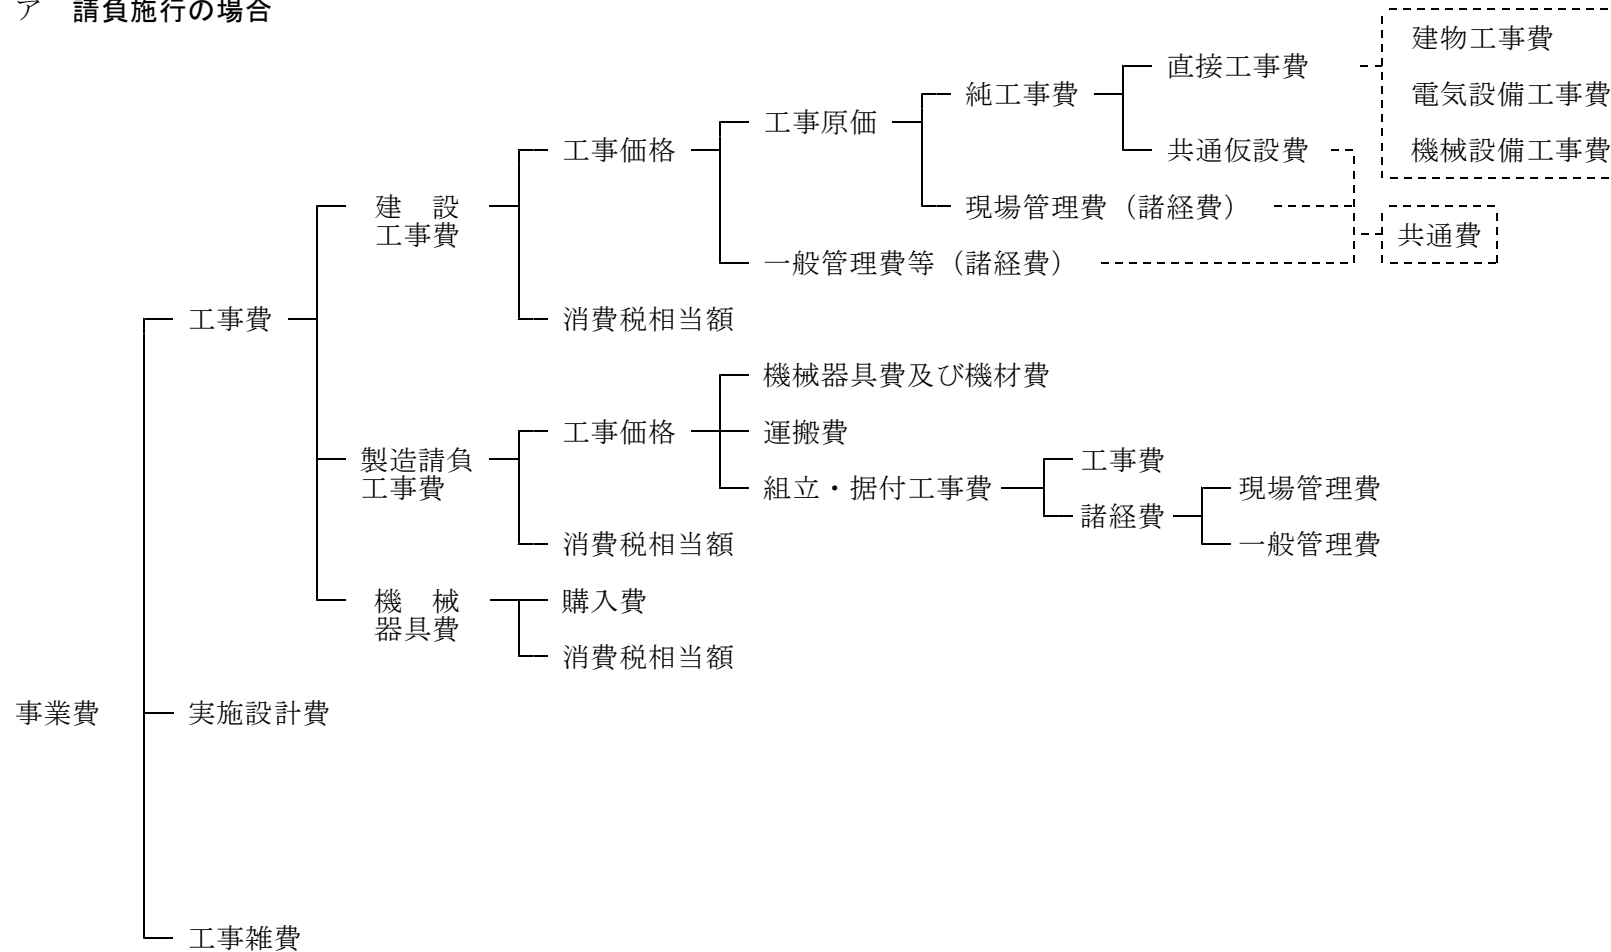 ア 請負施行の場合
建物工事費
直接工事費
純工事費
電気設備工事費
工事原価
工事価格
共通仮設費
機械設備工事費
建 設
工事費
現場管理費（諸経費）
共通費
一般管理費等（諸経費）
工事費
消費税相当額
機械器具費及び機材費
工事価格
運搬費
製造請負
工事費
工事費
組立・据付工事費
現場管理費
諸経費
消費税相当額
一般管理費
機 械
器具費
購入費
消費税相当額
事業費
実施設計費
工事雑費